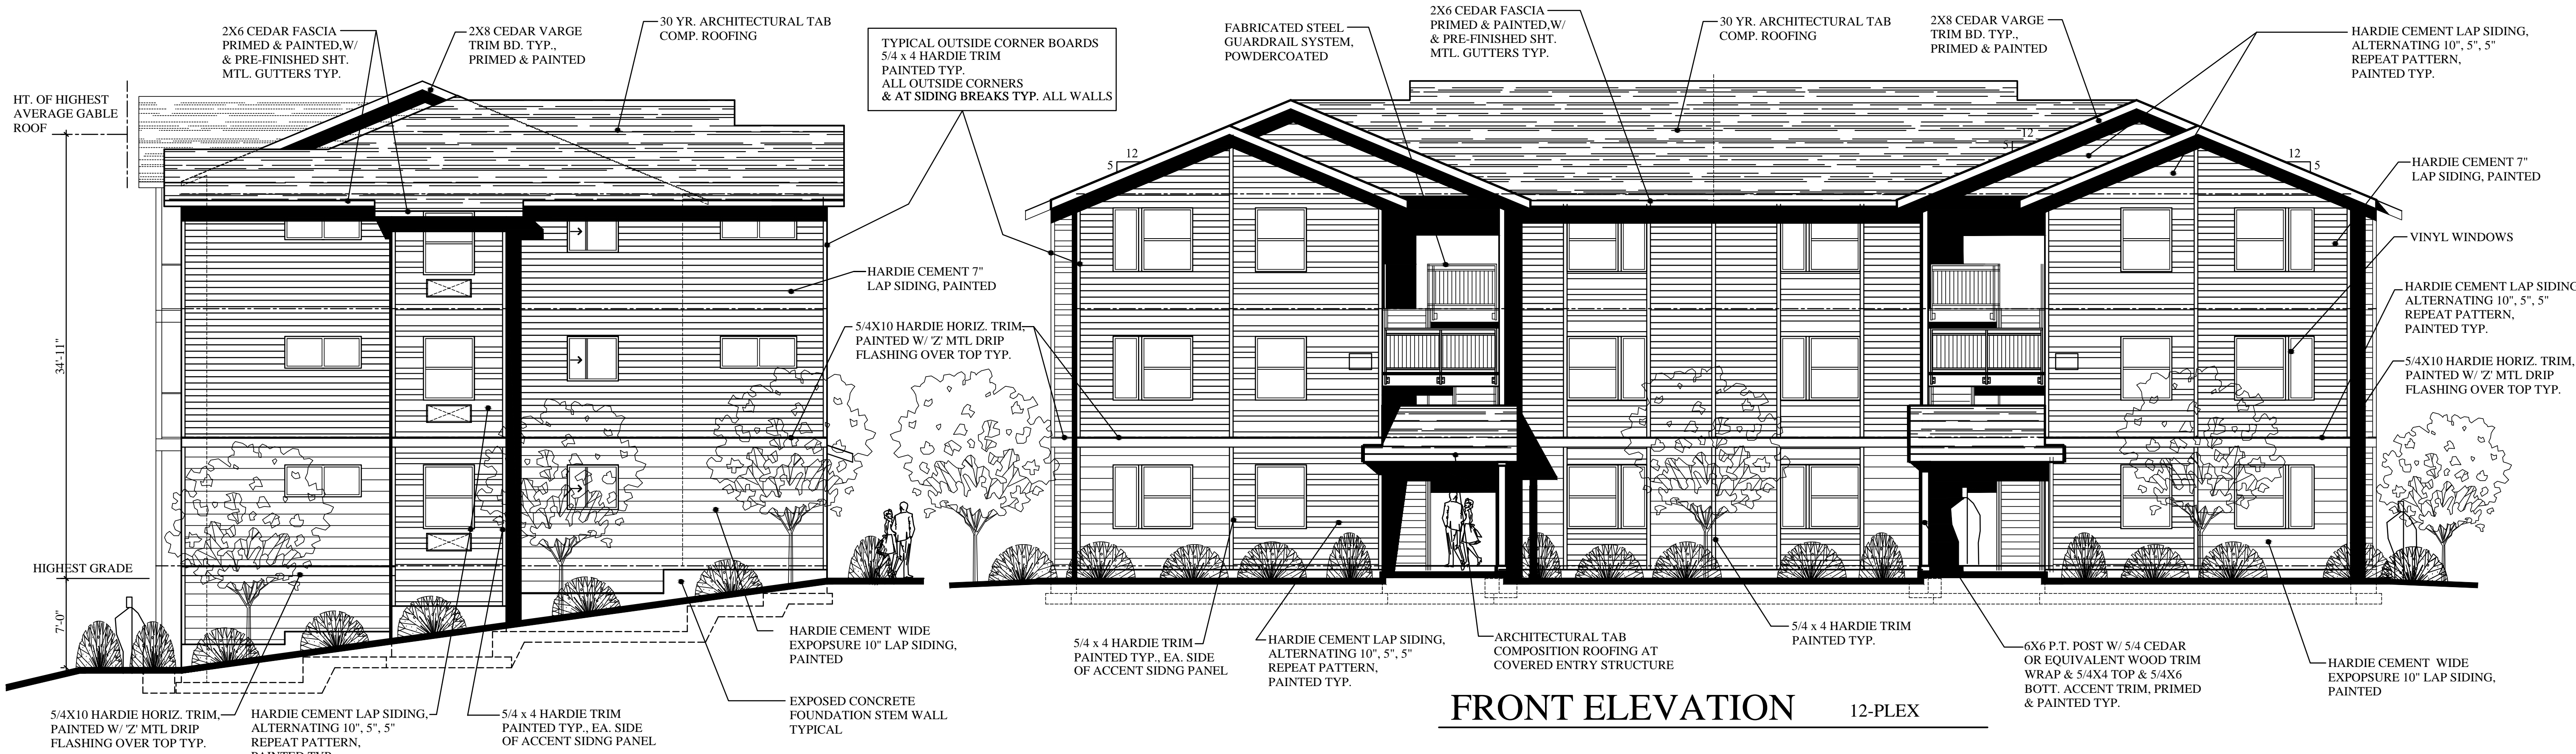 2X6 CEDAR FASCIA
PRIMED & PAINTED,W/
& PRE-FINISHED SHT.
MTL. GUTTERS TYP.
2X8 CEDAR VARGE
TRIM BD. TYP.,
PRIMED & PAINTED
30 YR. ARCHITECTURAL TAB
COMP. ROOFING
TYPICAL OUTSIDE CORNER BOARDS
5/4 x 4 HARDIE TRIM
PAINTED TYP.
ALL OUTSIDE CORNERS
& AT SIDING BREAKS TYP. ALL WALLS
FABRICATED STEEL
GUARDRAIL SYSTEM,
POWDERCOATED
2X6 CEDAR FASCIA
PRIMED & PAINTED,W/
& PRE-FINISHED SHT.
MTL. GUTTERS TYP.
30 YR. ARCHITECTURAL TAB
COMP. ROOFING
2X8 CEDAR VARGE
TRIM BD. TYP.,
PRIMED & PAINTED
HARDIE CEMENT LAP SIDING,
ALTERNATING 10", 5", 5"
REPEAT PATTERN,
PAINTED TYP.
HT. OF HIGHEST
AVERAGE GABLE
ROOF
12
5
12
5
12
5
HARDIE CEMENT 7"
LAP SIDING, PAINTED
VINYL WINDOWS
HARDIE CEMENT 7"
LAP SIDING, PAINTED
HARDIE CEMENT LAP SIDING
ALTERNATING 10", 5", 5"
REPEAT PATTERN,
PAINTED TYP.
5/4X10 HARDIE HORIZ. TRIM,
PAINTED W/ 'Z' MTL DRIP
FLASHING OVER TOP TYP.
5/4X10 HARDIE HORIZ. TRIM,
PAINTED W/ 'Z' MTL DRIP
FLASHING OVER TOP TYP.
34'-11"
HIGHEST GRADE
7'-0"
HARDIE CEMENT WIDE
EXPOPSURE 10" LAP SIDING,
PAINTED
EXPOSED CONCRETE
FOUNDATION STEM WALL
TYPICAL
5/4X10 HARDIE HORIZ. TRIM,
PAINTED W/ 'Z' MTL DRIP
FLASHING OVER TOP TYP.
HARDIE CEMENT LAP SIDING,
ALTERNATING 10", 5", 5"
REPEAT PATTERN,
PAINTED TYP.
5/4 x 4 HARDIE TRIM
PAINTED TYP., EA. SIDE
OF ACCENT SIDNG PANEL
5/4 x 4 HARDIE TRIM
PAINTED TYP., EA. SIDE
OF ACCENT SIDNG PANEL
HARDIE CEMENT LAP SIDING,
ALTERNATING 10", 5", 5"
REPEAT PATTERN,
PAINTED TYP.
ARCHITECTURAL TAB
COMPOSITION ROOFING AT
COVERED ENTRY STRUCTURE
5/4 x 4 HARDIE TRIM
PAINTED TYP.
6X6 P.T. POST W/ 5/4 CEDAR
OR EQUIVALENT WOOD TRIM
WRAP & 5/4X4 TOP & 5/4X6
BOTT. ACCENT TRIM, PRIMED
& PAINTED TYP.
HARDIE CEMENT WIDE
EXPOPSURE 10" LAP SIDING,
PAINTED
FRONT ELEVATION 12-PLEX